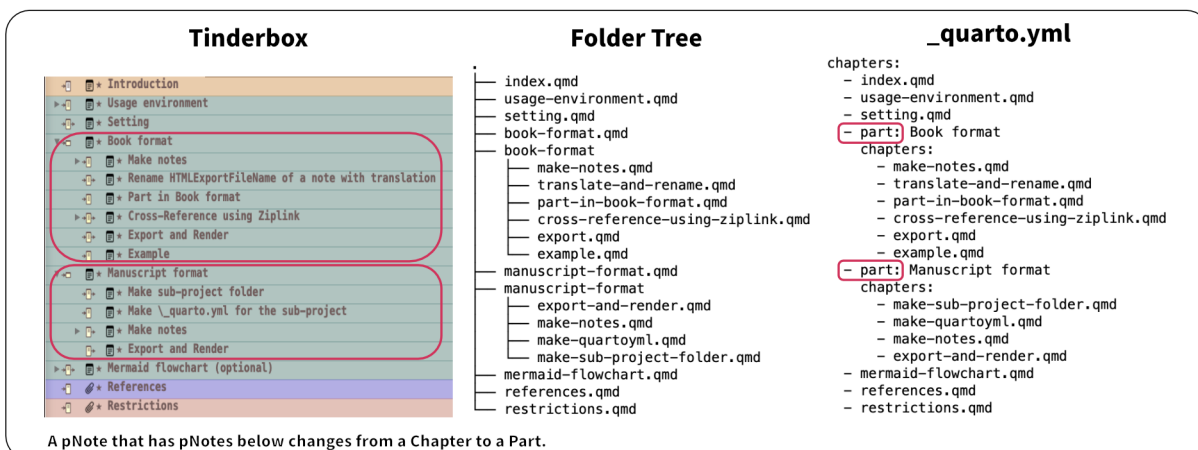 Tinderbox
Introduction
Usage environment
Setting
Book format
Make notes
Rename HTMLExportFileName of a note with translation
Part in Book format
Cross-Reference using Ziplink
Export and Render
Example
Manuscript format
Make sub-project folder
Make \_quarto.yml for the sub-project
Make notes
Export and Render
Mermaid flowchart (optional)
References
Restrictions
Folder Tree
.
index.qmd
usage-environment.qmd
setting.qmd
book-format.qmd
book-format
make-notes.qmd
translate-and-rename.qmd
part-in-book-format.qmd
cross-reference-using-ziplink.qmd
export.qmd
example.qmd
manuscript-format.qmd
manuscript-format
export-and-render.qmd
make-notes.qmd
make-quartoyml.qmd
make-sub-project-folder.qmd
mermaid-flowchart.qmd
references.qmd
restrictions.qmd
_quarto.yml
chapters:
- index.qmd
- usage-environment.qmd
- setting.qmd
- part: Book format
chapters:
- make-notes.qmd
- translate-and-rename.qmd
- part-in-book-format.qmd
- cross-reference-using-ziplink.qmd
- export.qmd
- example.qmd
- part: Manuscript format
chapters:
- make-sub-project-folder.qmd
- make-quartoyml.qmd
- make-notes.qmd
- export-and-render.qmd
- mermaid-flowchart.qmd
- references.qmd
- restrictions.qmd
A pNote that has pNotes below changes from a Chapter to a Part.